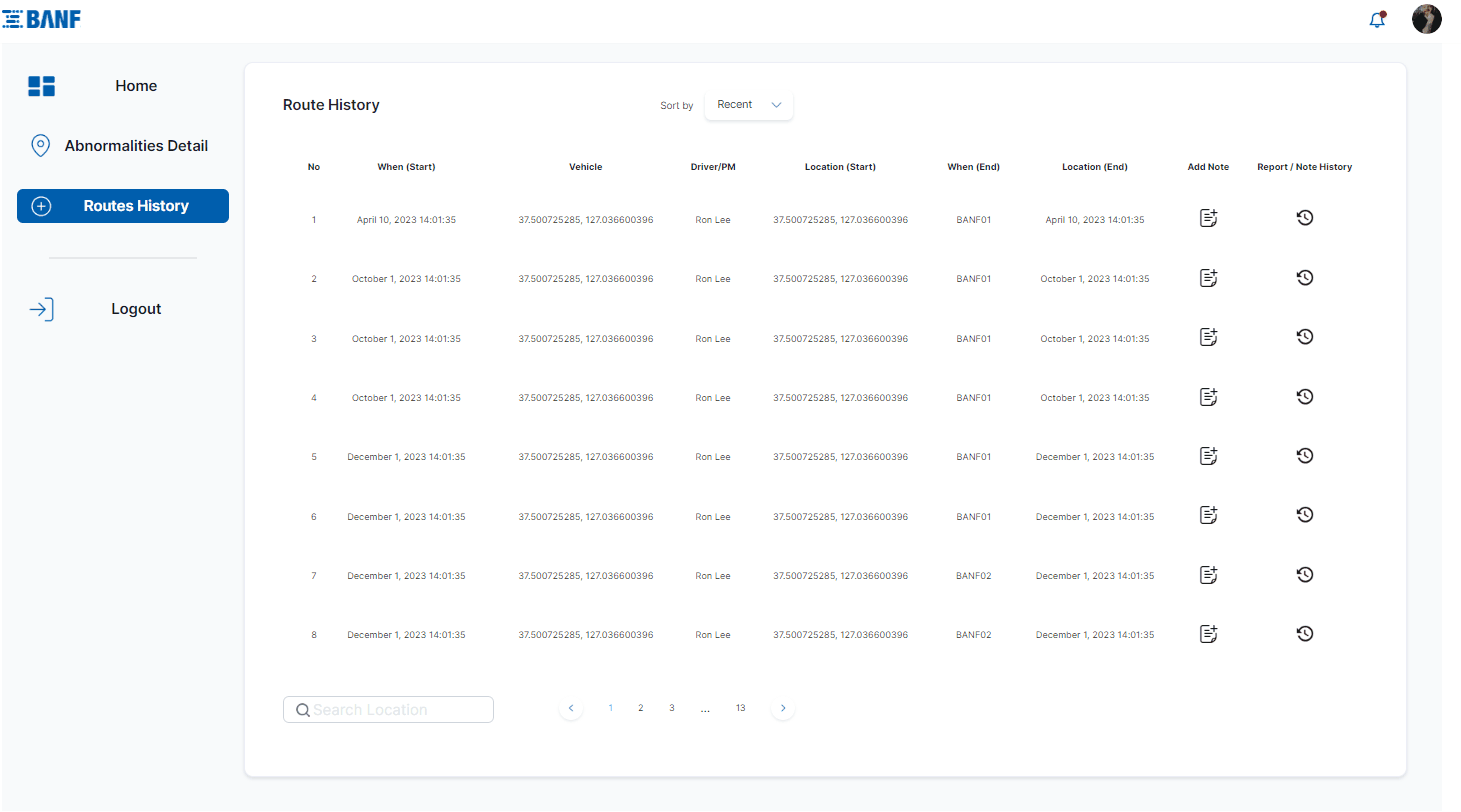 BANF
Home
Abnormalities Detail
Routes History
Logout
Route History
Sort by Recent
No When (Start) Vehicle Driver/PM Location (Start) When (End) Location (End) Add Note Report / Note History
1 April 10, 2023 14:01:35 37.500725285, 127.036600396 Ron Lee 37.500725285, 127.036600396 BANF01 April 10, 2023 14:01:35
2 October 1, 2023 14:01:35 37.500725285, 127.036600396 Ron Lee 37.500725285, 127.036600396 BANF01 October 1, 2023 14:01:35
3 October 1, 2023 14:01:35 37.500725285, 127.036600396 Ron Lee 37.500725285, 127.036600396 BANF01 October 1, 2023 14:01:35
4 October 1, 2023 14:01:35 37.500725285, 127.036600396 Ron Lee 37.500725285, 127.036600396 BANF01 October 1, 2023 14:01:35
5 December 1, 2023 14:01:35 37.500725285, 127.036600396 Ron Lee 37.500725285, 127.036600396 BANF01 December 1, 2023 14:01:35
6 December 1, 2023 14:01:35 37.500725285, 127.036600396 Ron Lee 37.500725285, 127.036600396 BANF01 December 1, 2023 14:01:35
7 December 1, 2023 14:01:35 37.500725285, 127.036600396 Ron Lee 37.500725285, 127.036600396 BANF02 December 1, 2023 14:01:35
8 December 1, 2023 14:01:35 37.500725285, 127.036600396 Ron Lee 37.500725285, 127.036600396 BANF02 December 1, 2023 14:01:35
Search Location 1 2 3 ... 13